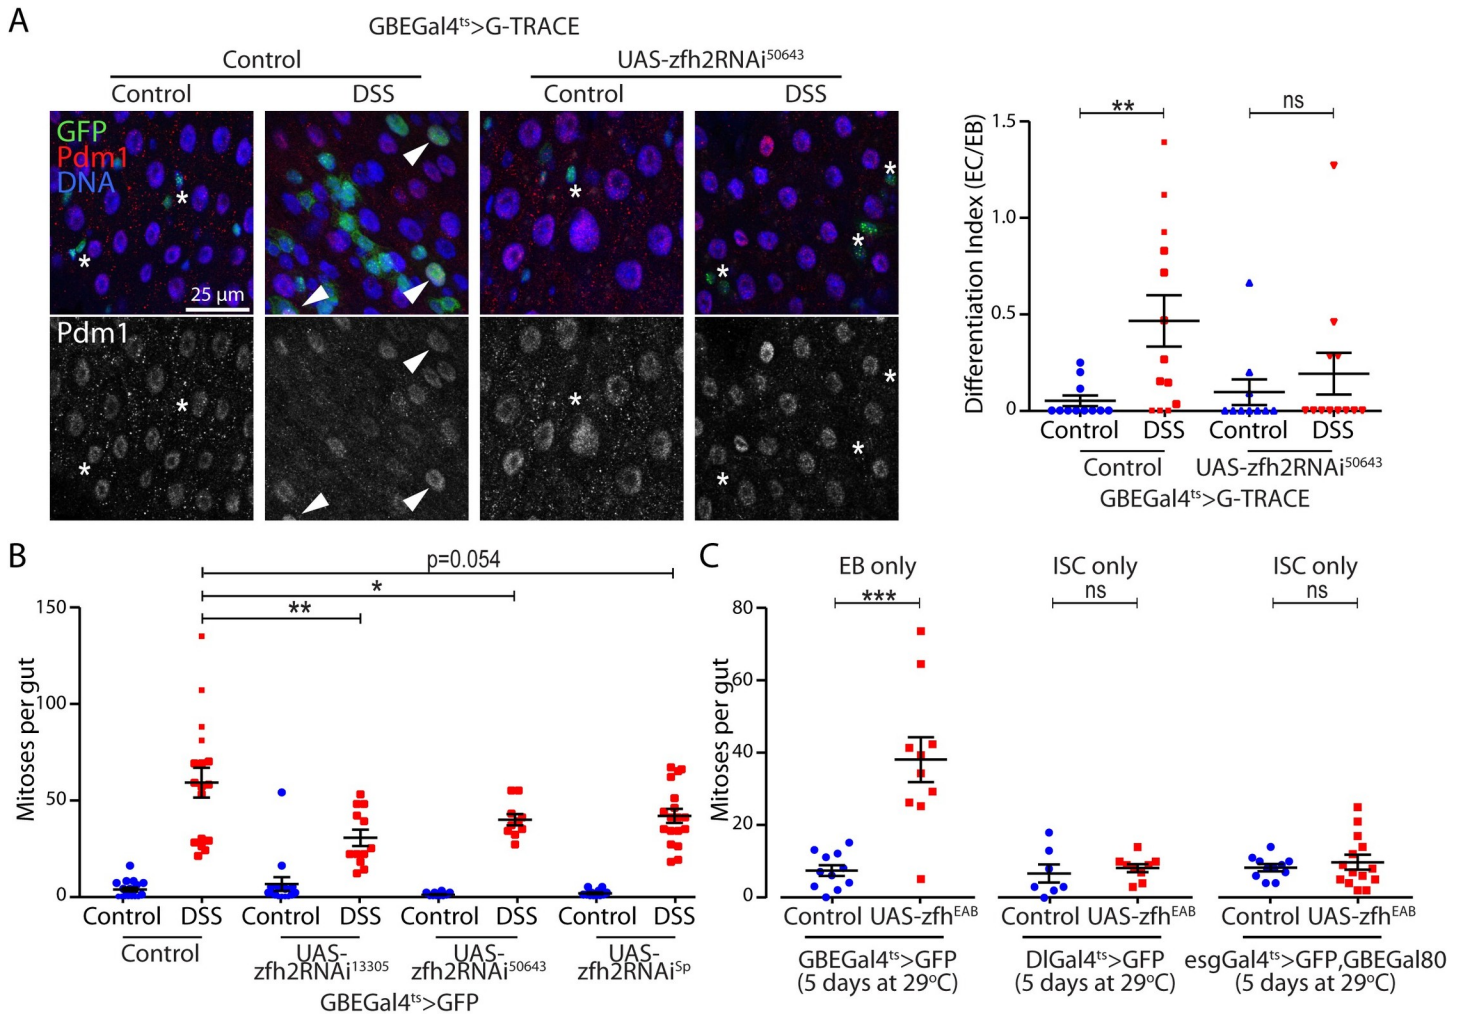 A
GBEGal4ts>G-TRACE
Control UAS-zfh2RNAi50643
Control DSS Control DSS
GFP
Pdm1
DNA
*
*
*
*
*
*
25 µm
Pdm1
*
*
*
*
*
*
** ns
Differentiation Index (EC/EB)
1.5
1.0
0.5
0
Control DSS Control DSS
Control UAS-zfh2RNAi50643
GBEGal4ts>G-TRACE
B
p=0.054
*
**
Mitoses per gut
150
100
50
0
Control DSS Control DSS Control DSS Control DSS
Control UAS- UAS- UAS-
zfh2RNAi13305 zfh2RNAi50643 zfh2RNAiSp
GBEGal4ts>GFP
C
EB only ISC only ISC only
*** ns ns
Mitoses per gut
80
60
40
20
0
Control UAS-zfhEAB Control UAS-zfhEAB Control UAS-zfhEAB
GBEGal4ts>GFP DlGal4ts>GFP esgGal4ts>GFP,GBEGal80
(5 days at 29ºC) (5 days at 29ºC) (5 days at 29ºC)